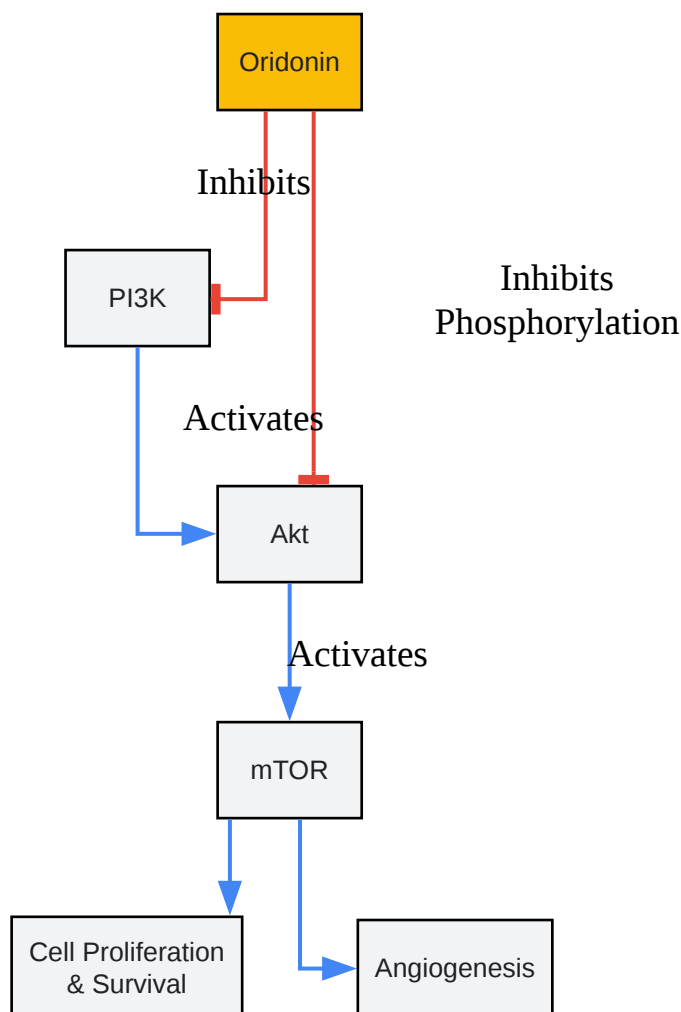 Oridonin
Inhibits
PI3K
Inhibits
Phosphorylation
Activates
Akt
Activates
mTOR
Cell Proliferation
& Survival
Angiogenesis